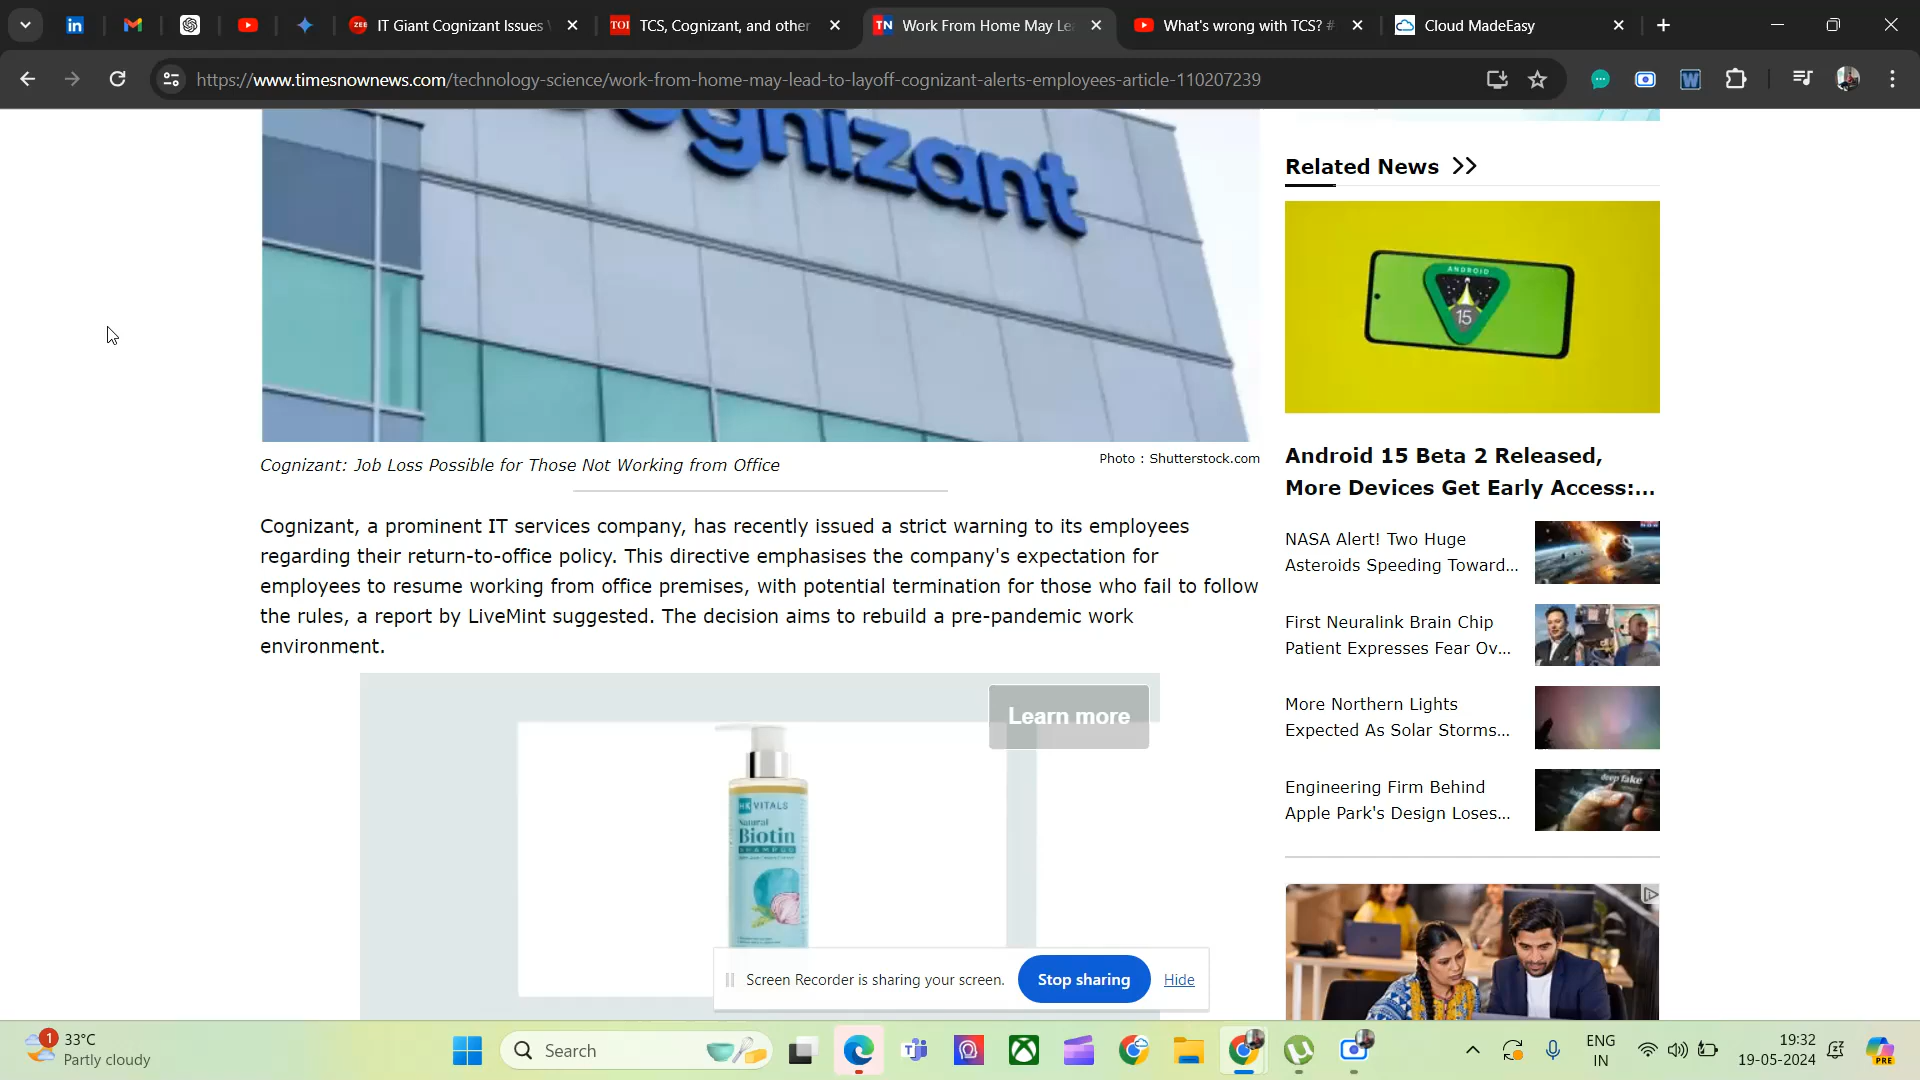 IT Giant Cognizant Issues
TCS, Cognizant, and other
Work From Home May Le
What's wrong with TCS? #
Cloud MadeEasy
https://www.timesnownews.com/technology-science/work-from-home-may-lead-to-layoff-cognizant-alerts-employees-article-110207239
cognizant
Cognizant: Job Loss Possible for Those Not Working from Office
Photo : Shutterstock.com
Cognizant, a prominent IT services company, has recently issued a strict warning to its employees
regarding their return-to-office policy. This directive emphasises the company's expectation for
employees to resume working from office premises, with potential termination for those who fail to follow
the rules, a report by LiveMint suggested. The decision aims to rebuild a pre-pandemic work
environment.
Learn more
HK VITALS
Natural
Biotin
SHAMPOO
Related News
ANDROID
15
Android 15 Beta 2 Released,
More Devices Get Early Access:...
NASA Alert! Two Huge
Asteroids Speeding Toward...
First Neuralink Brain Chip
Patient Expresses Fear Ov...
More Northern Lights
Expected As Solar Storms...
Engineering Firm Behind
Apple Park's Design Loses...
deep fake
Screen Recorder is sharing your screen.
Stop sharing
Hide
1
33°C
Partly cloudy
Search
ENG
IN
19:32
19-05-2024
PRE